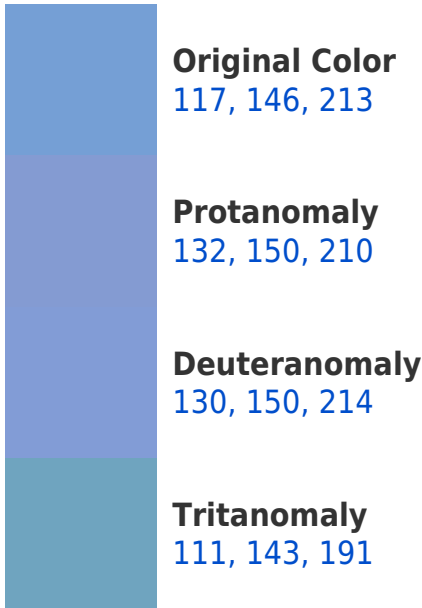 Original Color
117, 146, 213
Protanomaly
132, 150, 210
Deuteranomaly
130, 150, 214
Tritanomaly
111, 143, 191